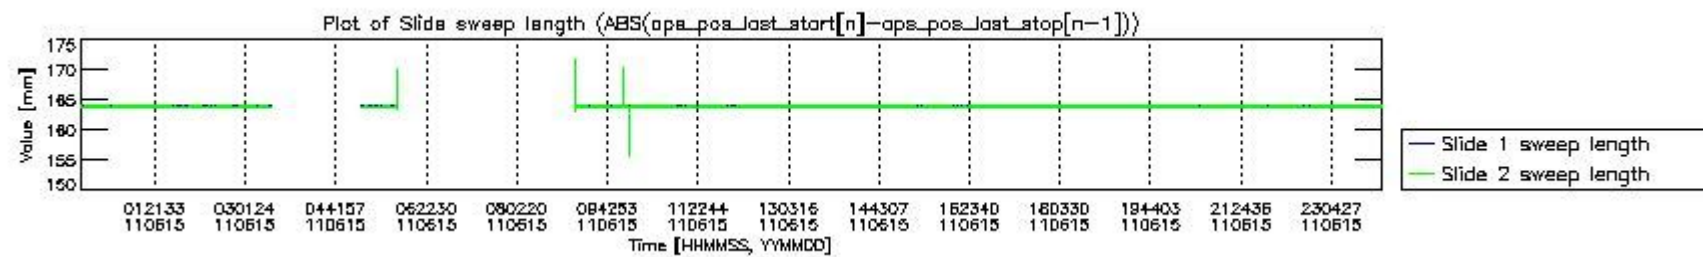 Plot of Slide sweep length (ABS(aps_pos_last_start[n]-aps_pos_last_stop[n-1]))
175
170
165
160
155
150
Value [mm]
Slide 1 sweep length
Slide 2 sweep length
012133 030124 044157 062230 080220 094253 112244 130316 144307 162340 180330 194403 212436 230427
110615 110615 110615 110615 110615 110615 110615 110615 110615 110615 110615 110615 110615 110615
Time [HHMMSS, YYMMDD]